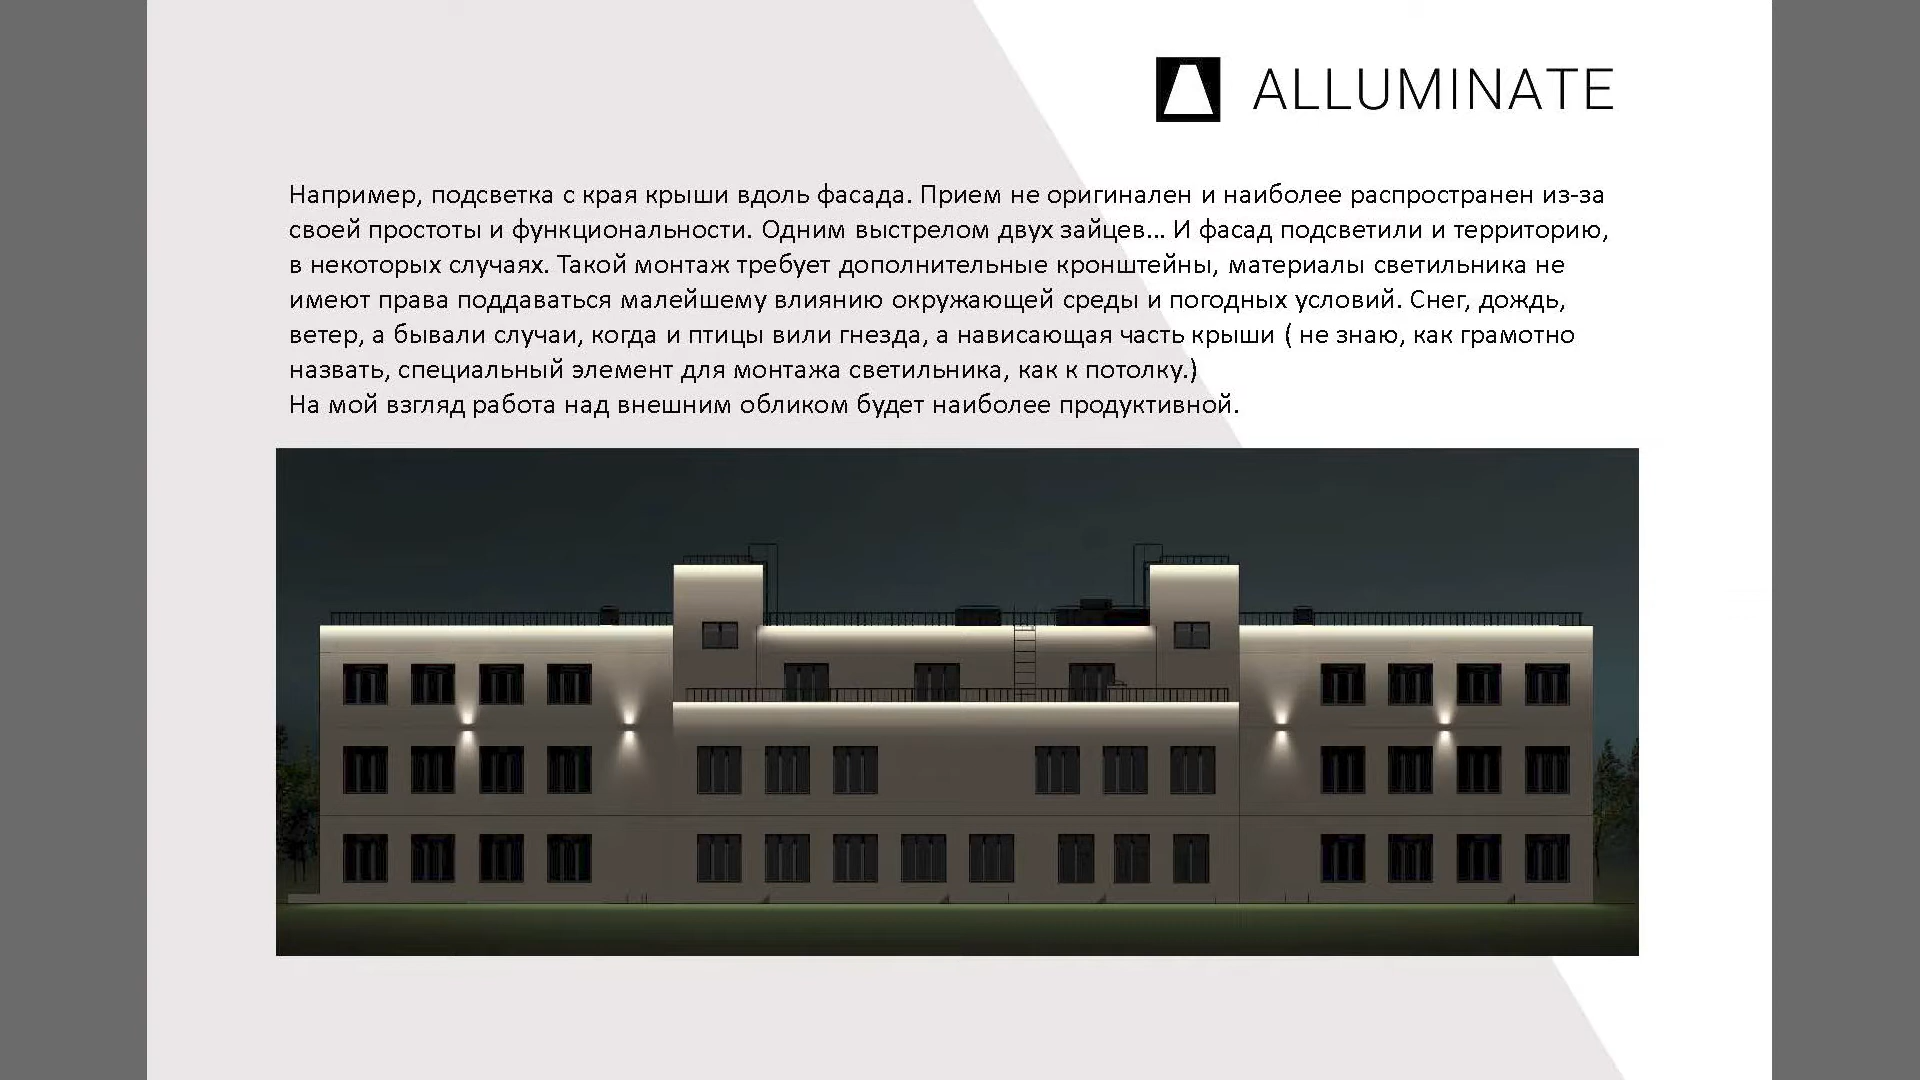 ALLUMINATE
Например, подсветка с края крыши вдоль фасада. Прием не оригинален и наиболее распространен из-за
своей простоты и функциональности. Одним выстрелом двух зайцев... И фасад подсветили и территорию,
в некоторых случаях. Такой монтаж требует дополнительные кронштейны, материалы светильника не
имеют права поддаваться малейшему влиянию окружающей среды и погодных условий. Снег, дождь,
ветер, а бывали случаи, когда и птицы вили гнезда, а нависающая часть крыши ( не знаю, как грамотно
назвать, специальный элемент для монтажа светильника, как к потолку.)
На мой взгляд работа над внешним обликом будет наиболее продуктивной.